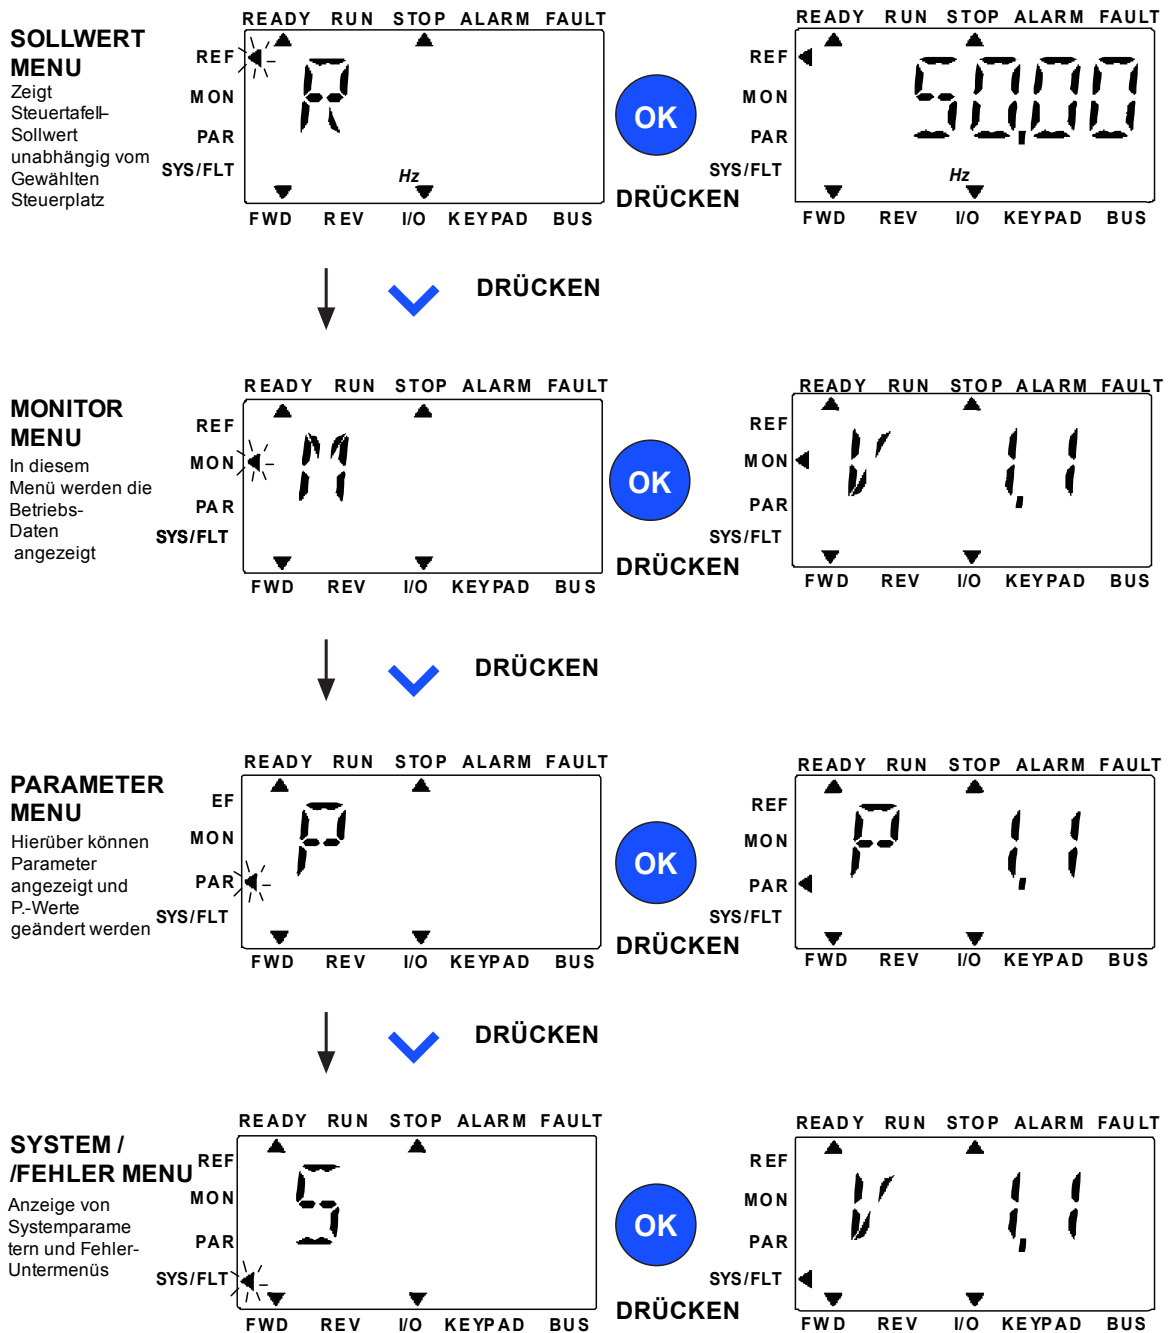 READY RUN STOP ALARM FAULT
READY RUN STOP ALARM FAULT
SOLLWERT
MENU
Zeigt
Steuertafell-
Sollwert
unabhängig vom
Gewählten
Steuerplatz
REF
MON
PAR
SYS/FLT
R
Hz
FWD REV I/O KEYPAD BUS
OK
DRÜCKEN
REF
MON
PAR
SYS/FLT
50,00
Hz
FWD REV I/O KEYPAD BUS
DRÜCKEN
READY RUN STOP ALARM FAULT
READY RUN STOP ALARM FAULT
MONITOR
MENU
In diesem
Menü werden die
Betriebs-
Daten
angezeigt
REF
MON
PAR
SYS/FLT
M
FWD REV I/O KEYPAD BUS
OK
DRÜCKEN
REF
MON
PAR
SYS/FLT
V 1,1
FWD REV I/O KEYPAD BUS
DRÜCKEN
READY RUN STOP ALARM FAULT
READY RUN STOP ALARM FAULT
PARAMETER
MENU
Hierüber können
Parameter
angezeigt und
P.-Werte
geändert werden
EF
MON
PAR
SYS/FLT
P
FWD REV I/O KEYPAD BUS
OK
DRÜCKEN
REF
MON
PAR
SYS/FLT
P 1,1
FWD REV I/O KEYPAD BUS
DRÜCKEN
READY RUN STOP ALARM FAULT
READY RUN STOP ALARM FAULT
SYSTEM /
/FEHLER MENU
Anzeige von
Systemparame
tern und Fehler-
Untermenüs
REF
MON
PAR
SYS/FLT
S
FWD REV I/O KEYPAD BUS
OK
DRÜCKEN
REF
MON
PAR
SYS/FLT
V 1,1
FWD REV I/O KEYPAD BUS